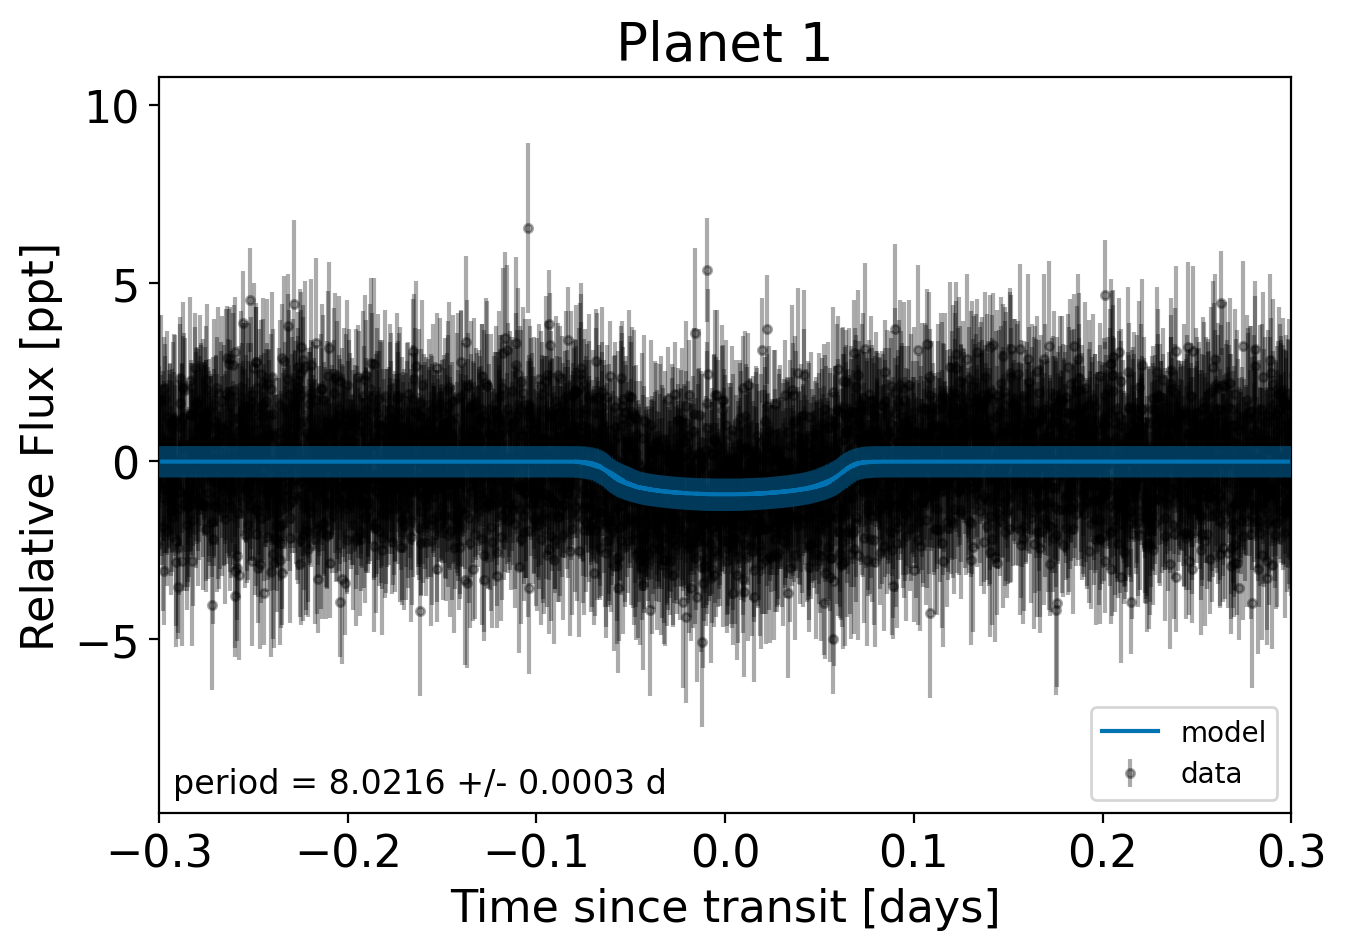 Planet 1
10
5
0
−5
Relative Flux [ppt]
period = 8.0216 +/- 0.0003 d
model
data
−0.3 −0.2 −0.1 0.0 0.1 0.2 0.3
Time since transit [days]